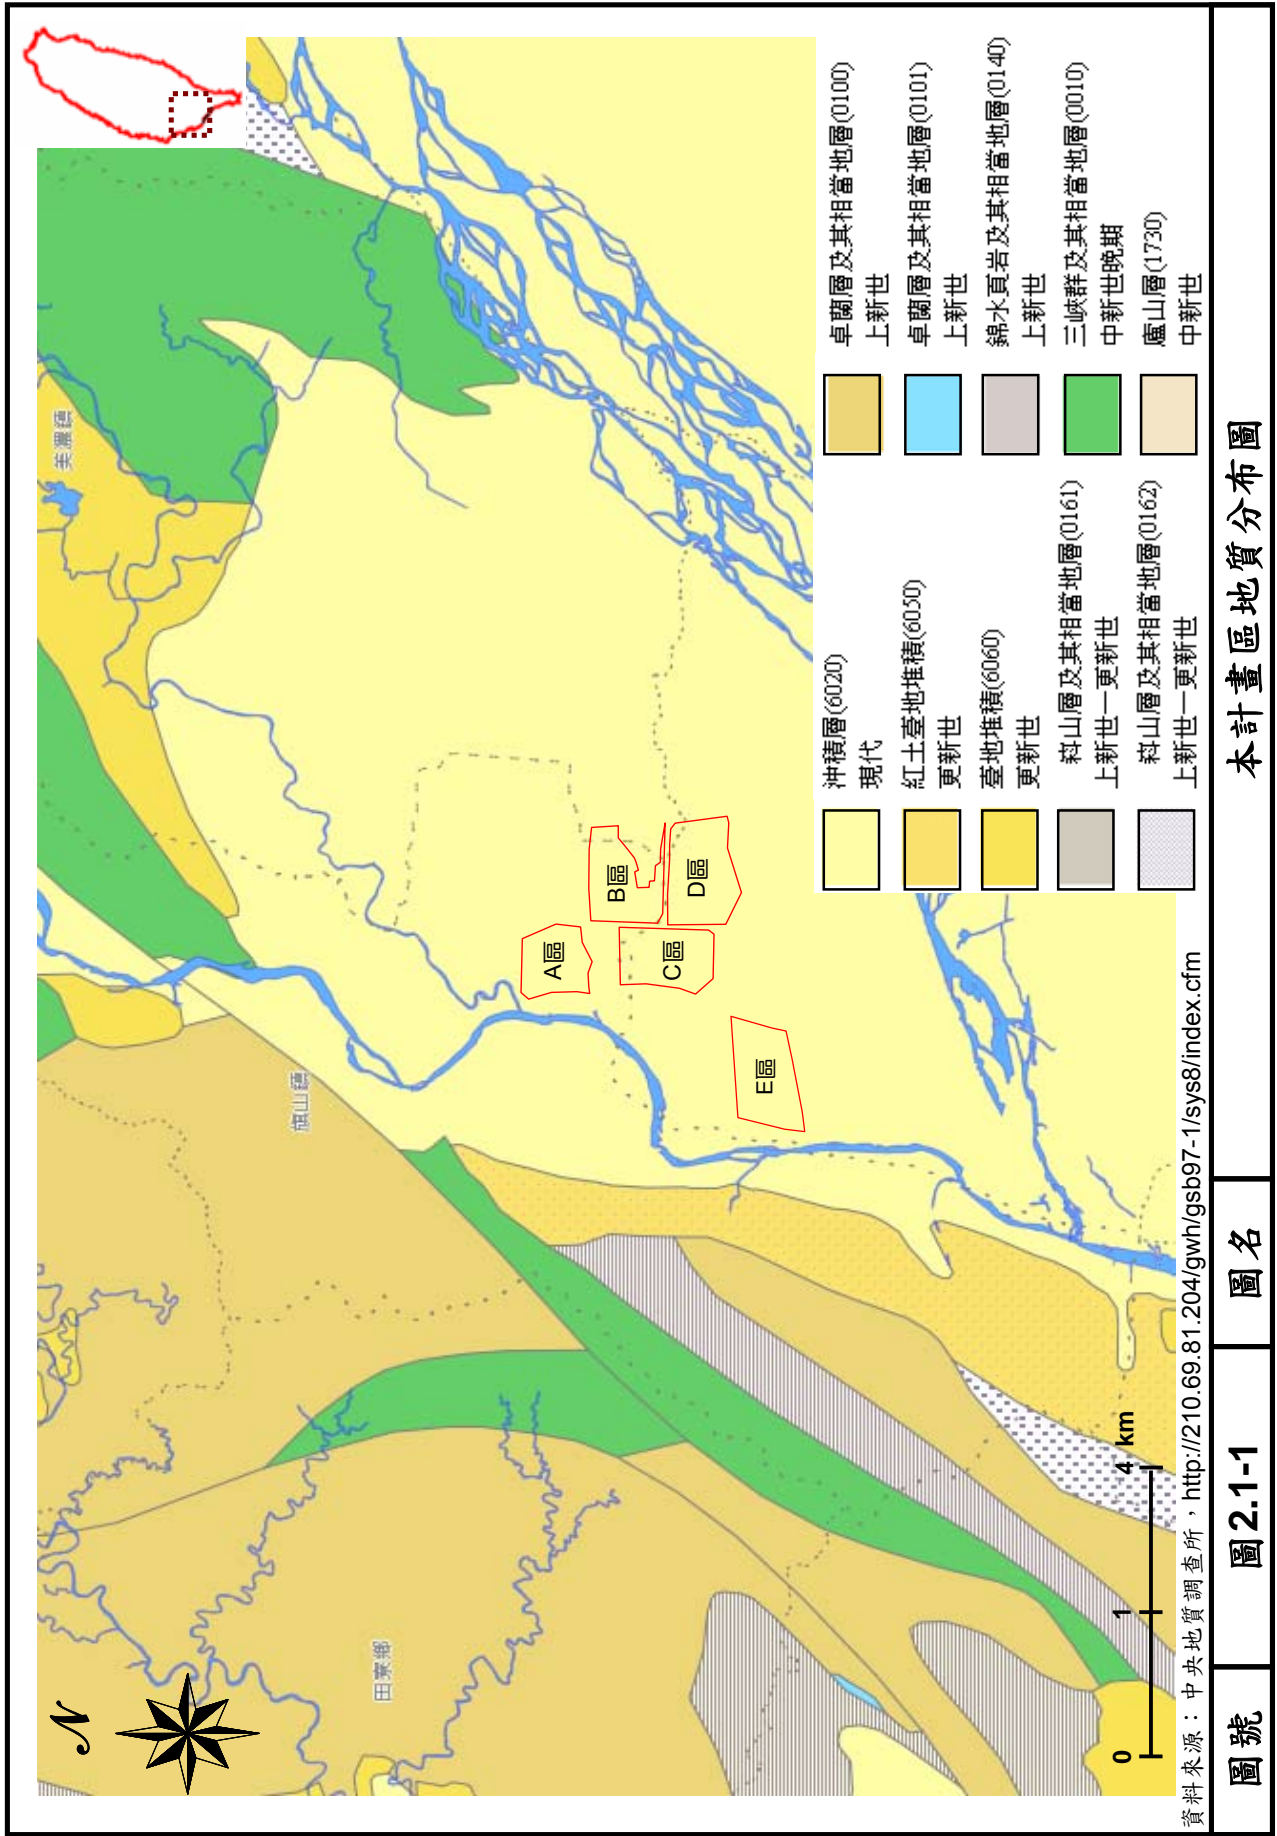 N
美濃鎮
旗山鎮
田寮鄉
A區
B區
C區
D區
E區
0
1
4 km
沖積層(6020)
現代
紅土臺地堆積(6050)
更新世
臺地堆積(6060)
更新世
料山層及其相當地層(0161)
上新世—更新世
料山層及其相當地層(0162)
上新世—更新世
卓蘭層及其相當地層(0100)
上新世
卓蘭層及其相當地層(0101)
上新世
錦水頁岩及其相當地層(0140)
上新世
三峽群及其相當地層(0010)
中新世晚期
廬山層(1730)
中新世
資料來源：中央地質調查所，http://210.69.81.204/gwh/gsb97-1/sys8/index.cfm
圖號
圖2.1-1
圖名
本計畫區地質分布圖